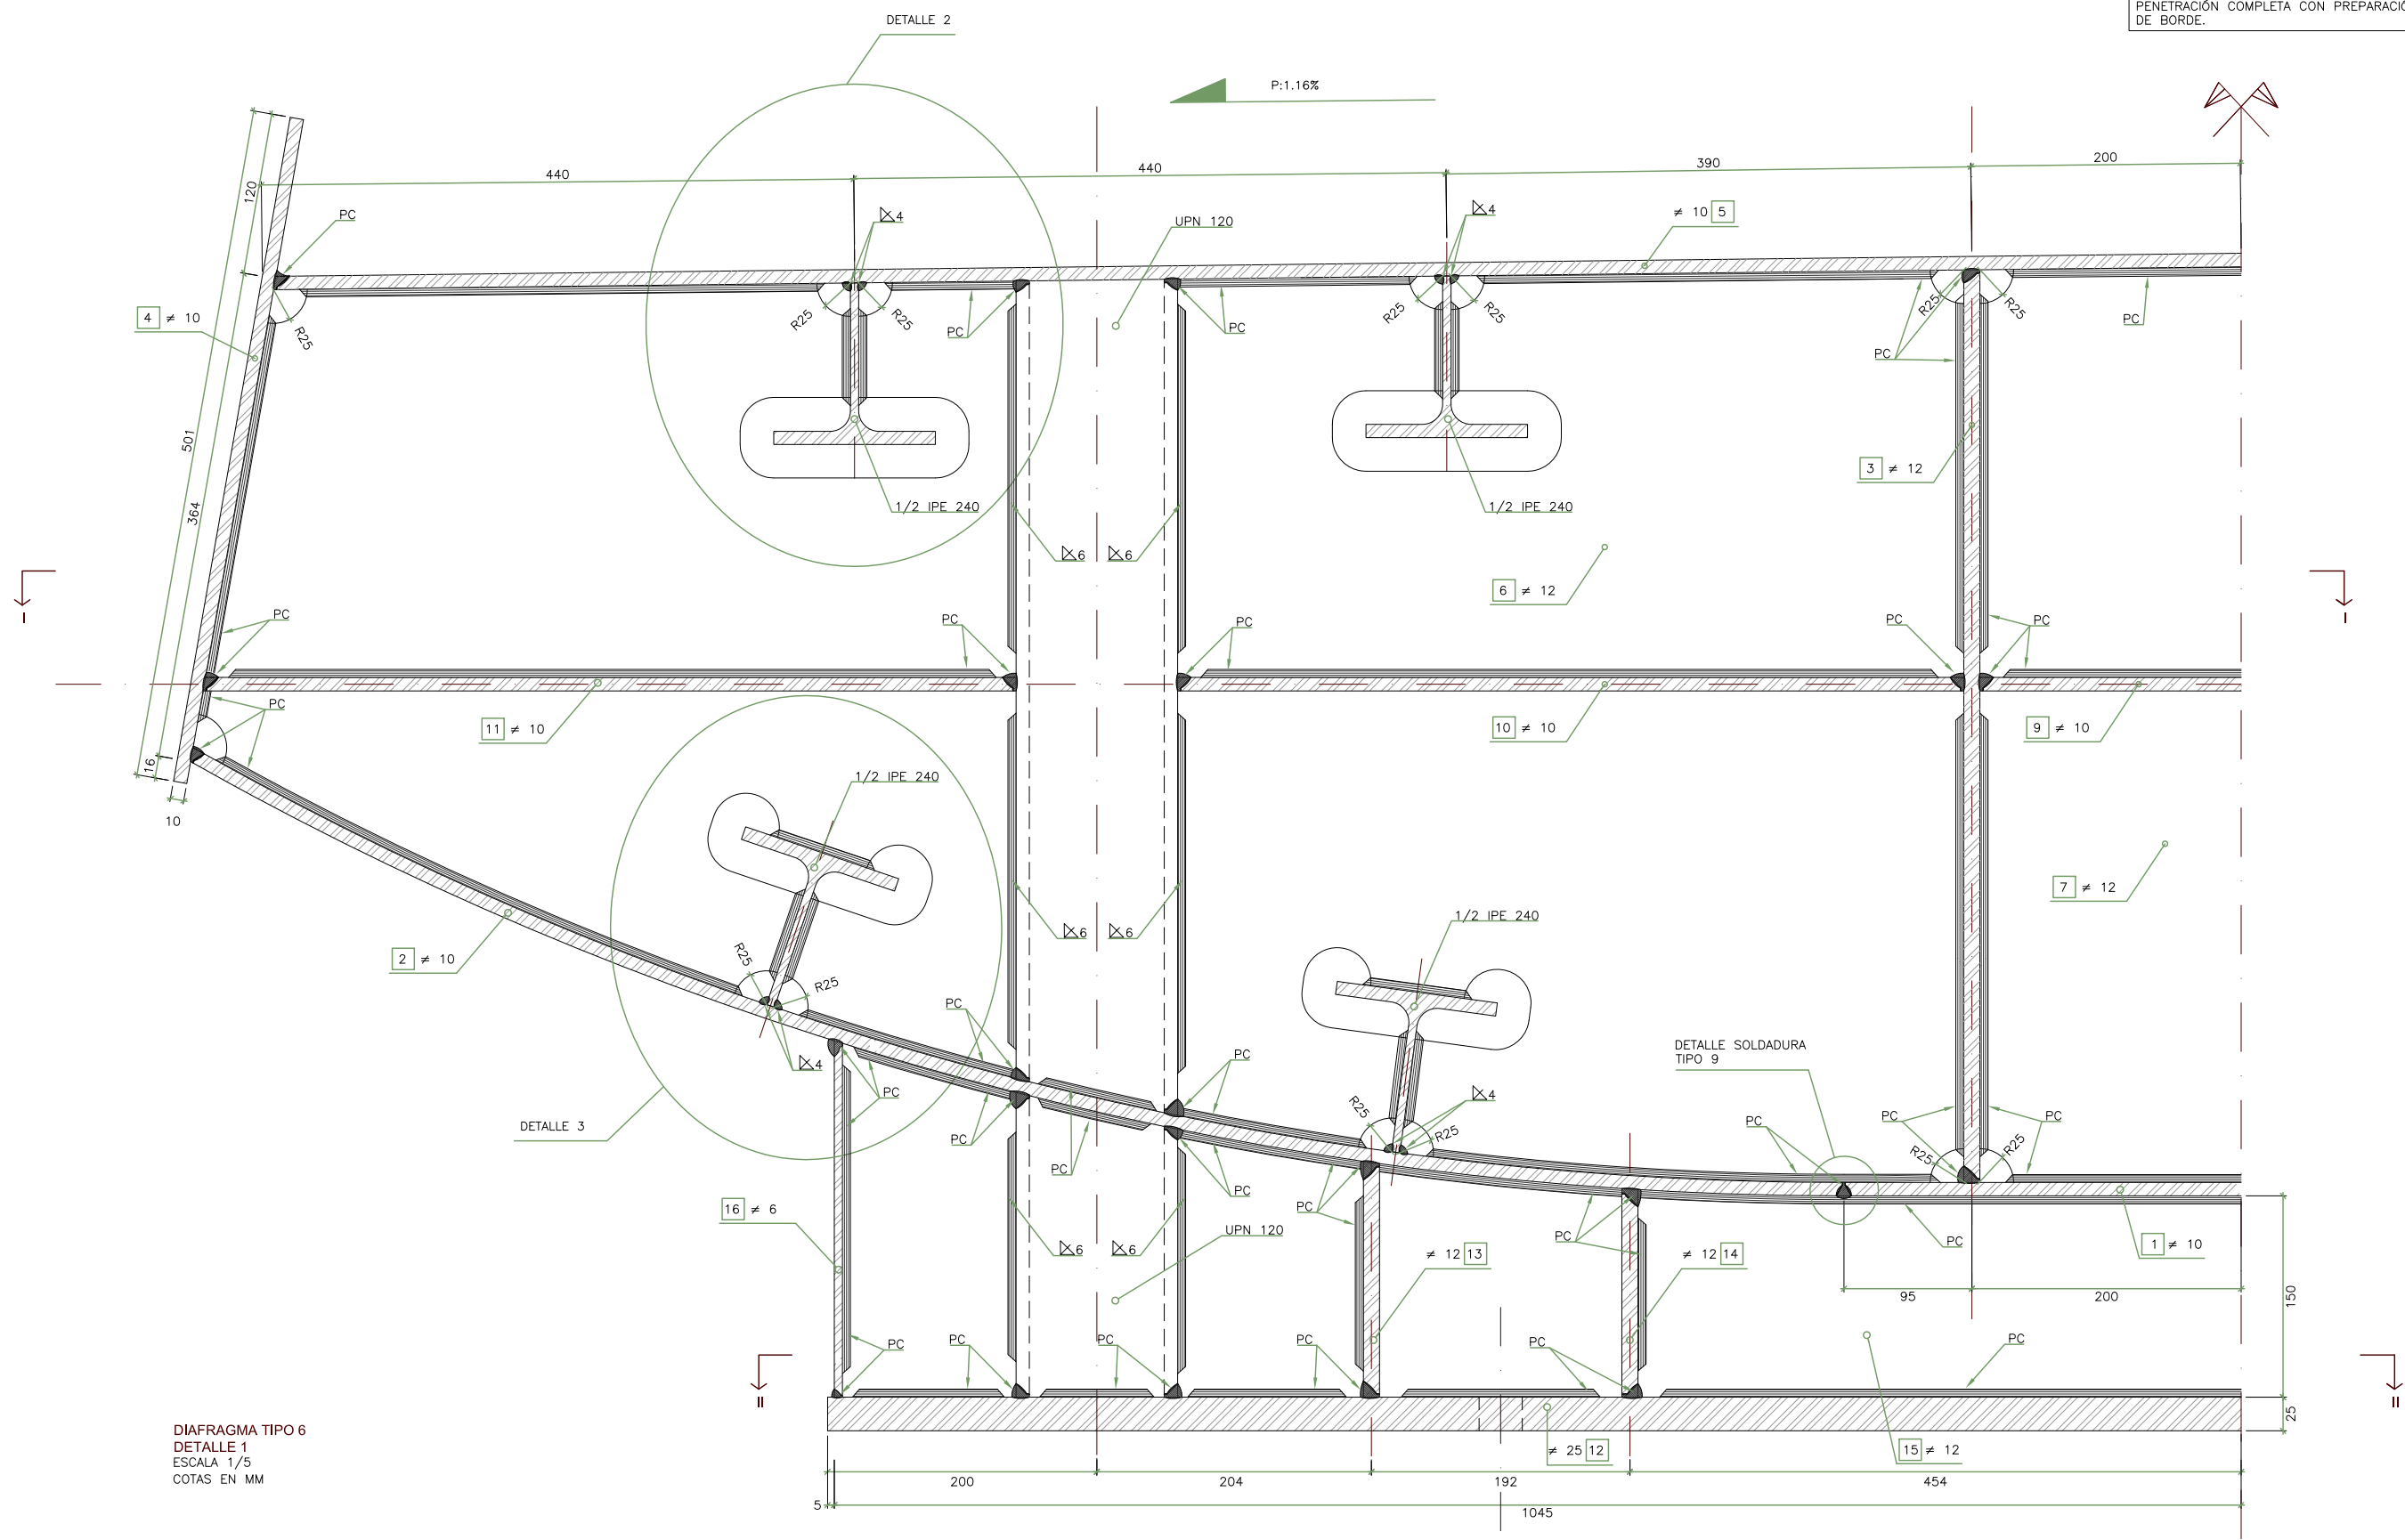 PENETRACIÓN COMPLETA CON PREPARACIÓ
DE BORDE.
DETALLE 2
P:1.16%
440
440
390
200
120
PC
4
UPN 120
4
≠ 10 5
4 ≠ 10
R25
R25
R25
PC
PC
R25
R25
PC
R25
R25
PC
501
364
1/2 IPE 240
1/2 IPE 240
3 ≠ 12
6
6
6 ≠ 12
I
I
PC
PC
PC
PC
PC
PC
11 ≠ 10
10 ≠ 10
9 ≠ 10
16
10
1/2 IPE 240
7 ≠ 12
2 ≠ 10
6
6
1/2 IPE 240
R25
R25
PC
4
PC
DETALLE SOLDADURA
TIPO 9
PC
4
R25
R25
PC
PC
PC
PC
R25
R25
DETALLE 3
PC
PC
PC
PC
16 ≠ 6
6
6
UPN 120
PC
≠ 12 13
≠ 12 14
PC
1 ≠ 10
95
200
150
PC
PC
PC
PC
PC
PC
II
II
25
DIAFRAGMA TIPO 6
DETALLE 1
ESCALA 1/5
COTAS EN MM
≠ 25 12
15 ≠ 12
200
204
192
454
5
1045